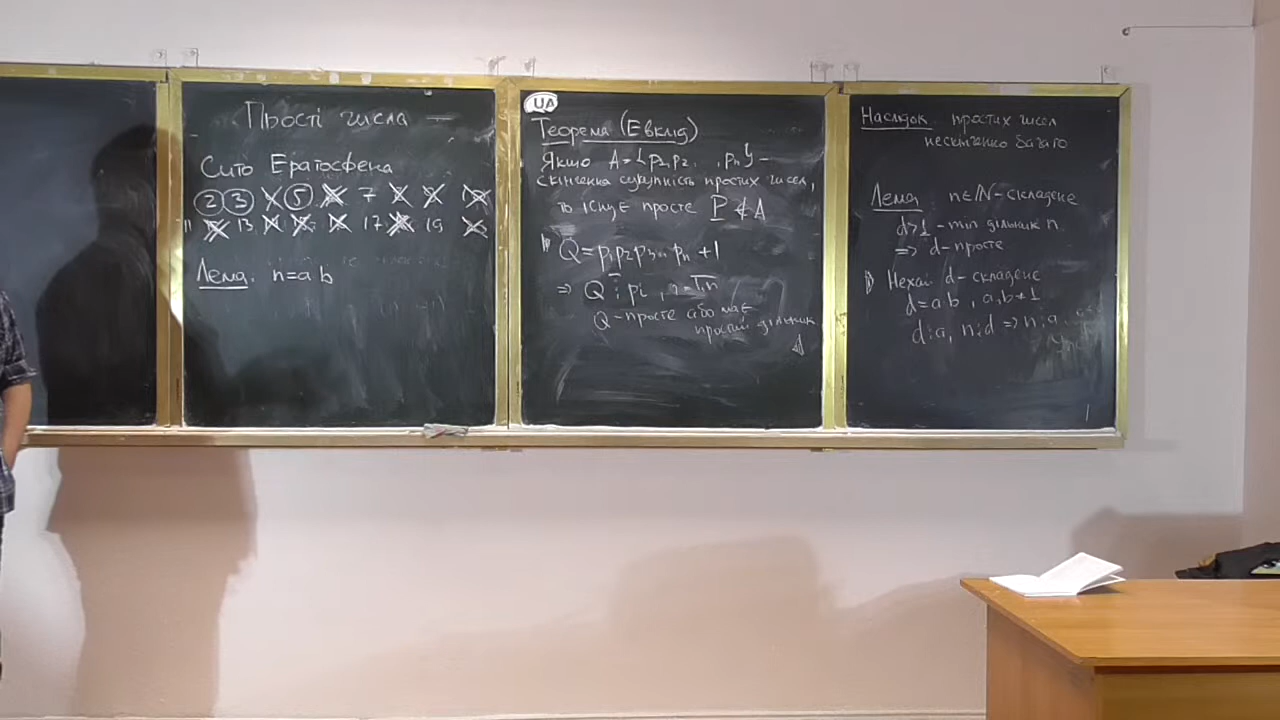 Прості числа —
Сито Ератосфена
2 3 5 7
11 13 17 19
Лема: n=ab
UA
Теорема (Евклід)
Якщо A={p₁,p₂, ,pₙ} –
скінченна сукупність простих чисел,
то існує просте P∉A
Q=p₁p₂p₃...pₙ+1
Q – просте або має
простий дільник
Наслідок: простих чисел
нескінченно багато
Лема: n∈ℕ – складене
d>1 – min дільник n
=> d – просте
Нехай d – складене
d=ab, a,b≠1
d⋮a, n⋮d => n⋮a